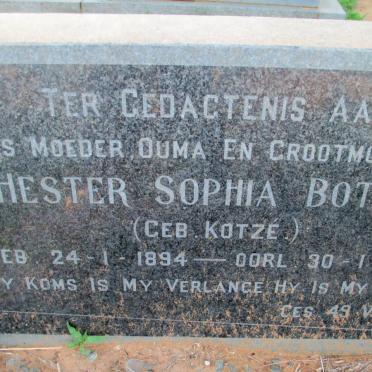 TER GEDACTENIS AA
S MOEDER OUMA EN GROOTMO
HESTER SOPHIA BOT
(GEB KOTZÉ)
EB 24-1-1894 — OORL 30-1
Y KOMS IS MY VERLANGE HY IS MY
GES 49 V